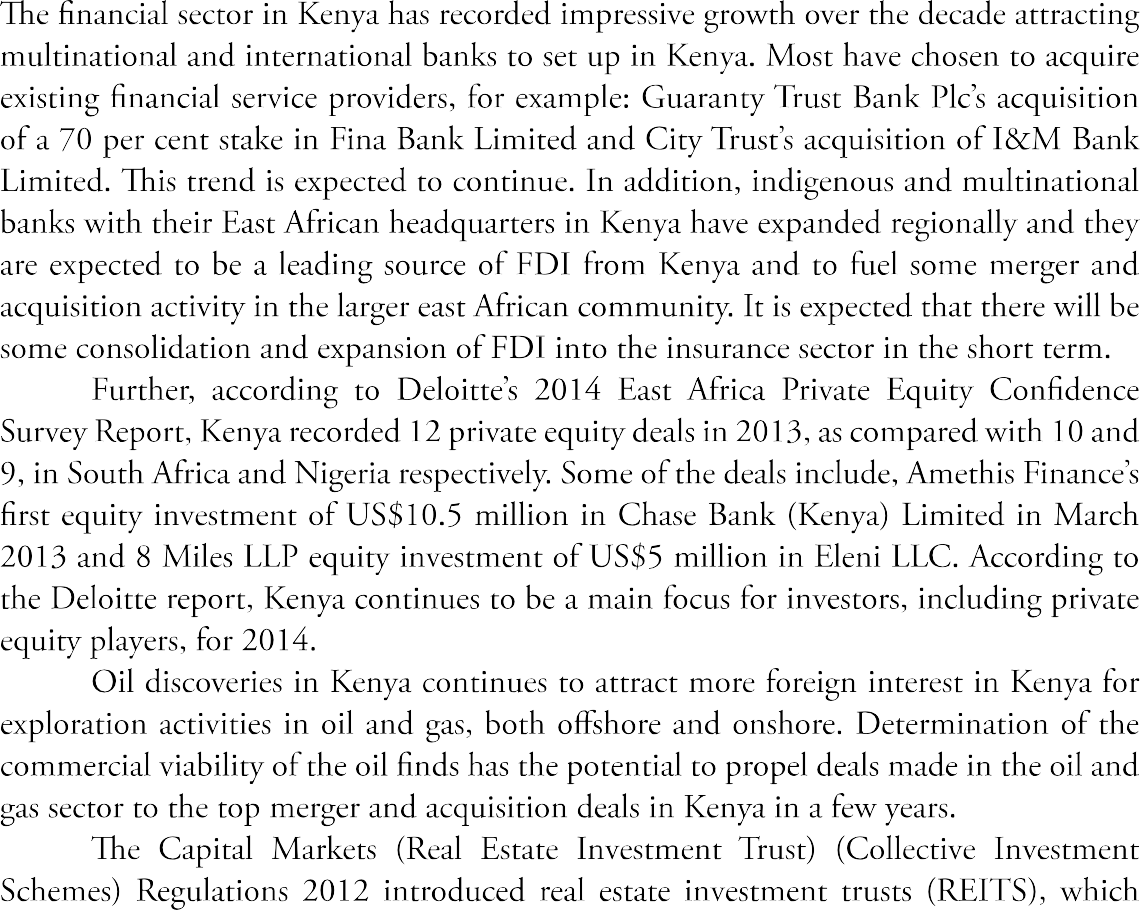 The financial sector in Kenya has recorded impressive growth over the decade attracting
multinational and international banks to set up in Kenya. Most have chosen to acquire
existing financial service providers, for example: Guaranty Trust Bank Plc’s acquisition
of a 70 per cent stake in Fina Bank Limited and City Trust’s acquisition of I&M Bank
Limited. This trend is expected to continue. In addition, indigenous and multinational
banks with their East African headquarters in Kenya have expanded regionally and they
are expected to be a leading source of FDI from Kenya and to fuel some merger and
acquisition activity in the larger east African community. It is expected that there will be
some consolidation and expansion of FDI into the insurance sector in the short term.
Further, according to Deloitte’s 2014 East Africa Private Equity Confidence
Survey Report, Kenya recorded 12 private equity deals in 2013, as compared with 10 and
9, in South Africa and Nigeria respectively. Some of the deals include, Amethis Finance’s
first equity investment of US$10.5 million in Chase Bank (Kenya) Limited in March
2013 and 8 Miles LLP equity investment of US$5 million in Eleni LLC. According to
the Deloitte report, Kenya continues to be a main focus for investors, including private
equity players, for 2014.
Oil discoveries in Kenya continues to attract more foreign interest in Kenya for
exploration activities in oil and gas, both offshore and onshore. Determination of the
commercial viability of the oil finds has the potential to propel deals made in the oil and
gas sector to the top merger and acquisition deals in Kenya in a few years.
The Capital Markets (Real Estate Investment Trust) (Collective Investment
Schemes) Regulations 2012 introduced real estate investment trusts (REITS), which